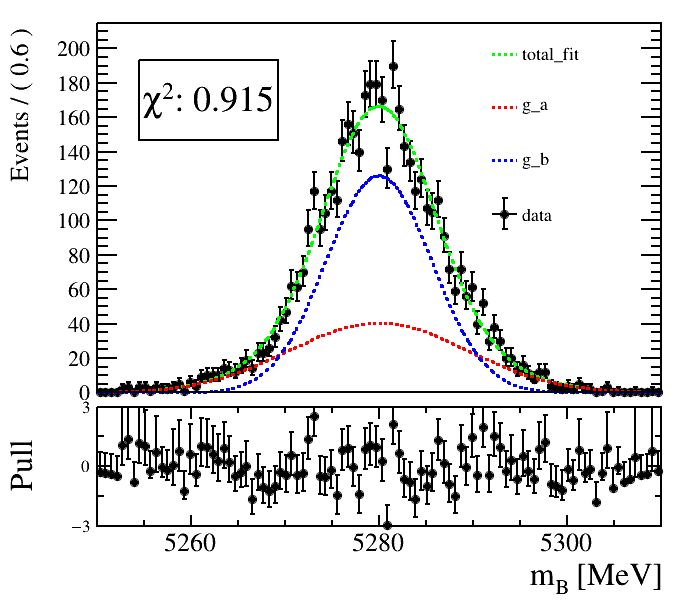 Events / ( 0.6 )
200
180
160
140
120
100
80
60
40
20
0
χ²: 0.915
total_fit
g_a
g_b
data
Pull
3
0
−3
5260
5280
5300
m_B [MeV]